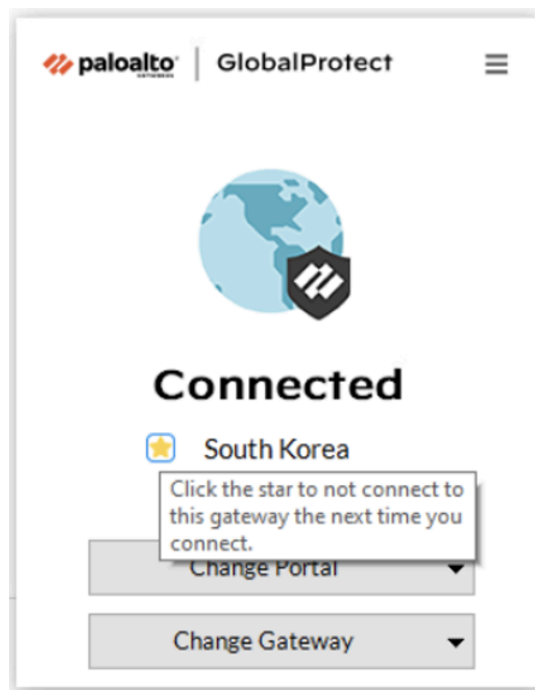 paloalto
NETWORKS
GlobalProtect
Connected
South Korea
Click the star to not connect to
this gateway the next time you
connect.
Change Portal
Change Gateway